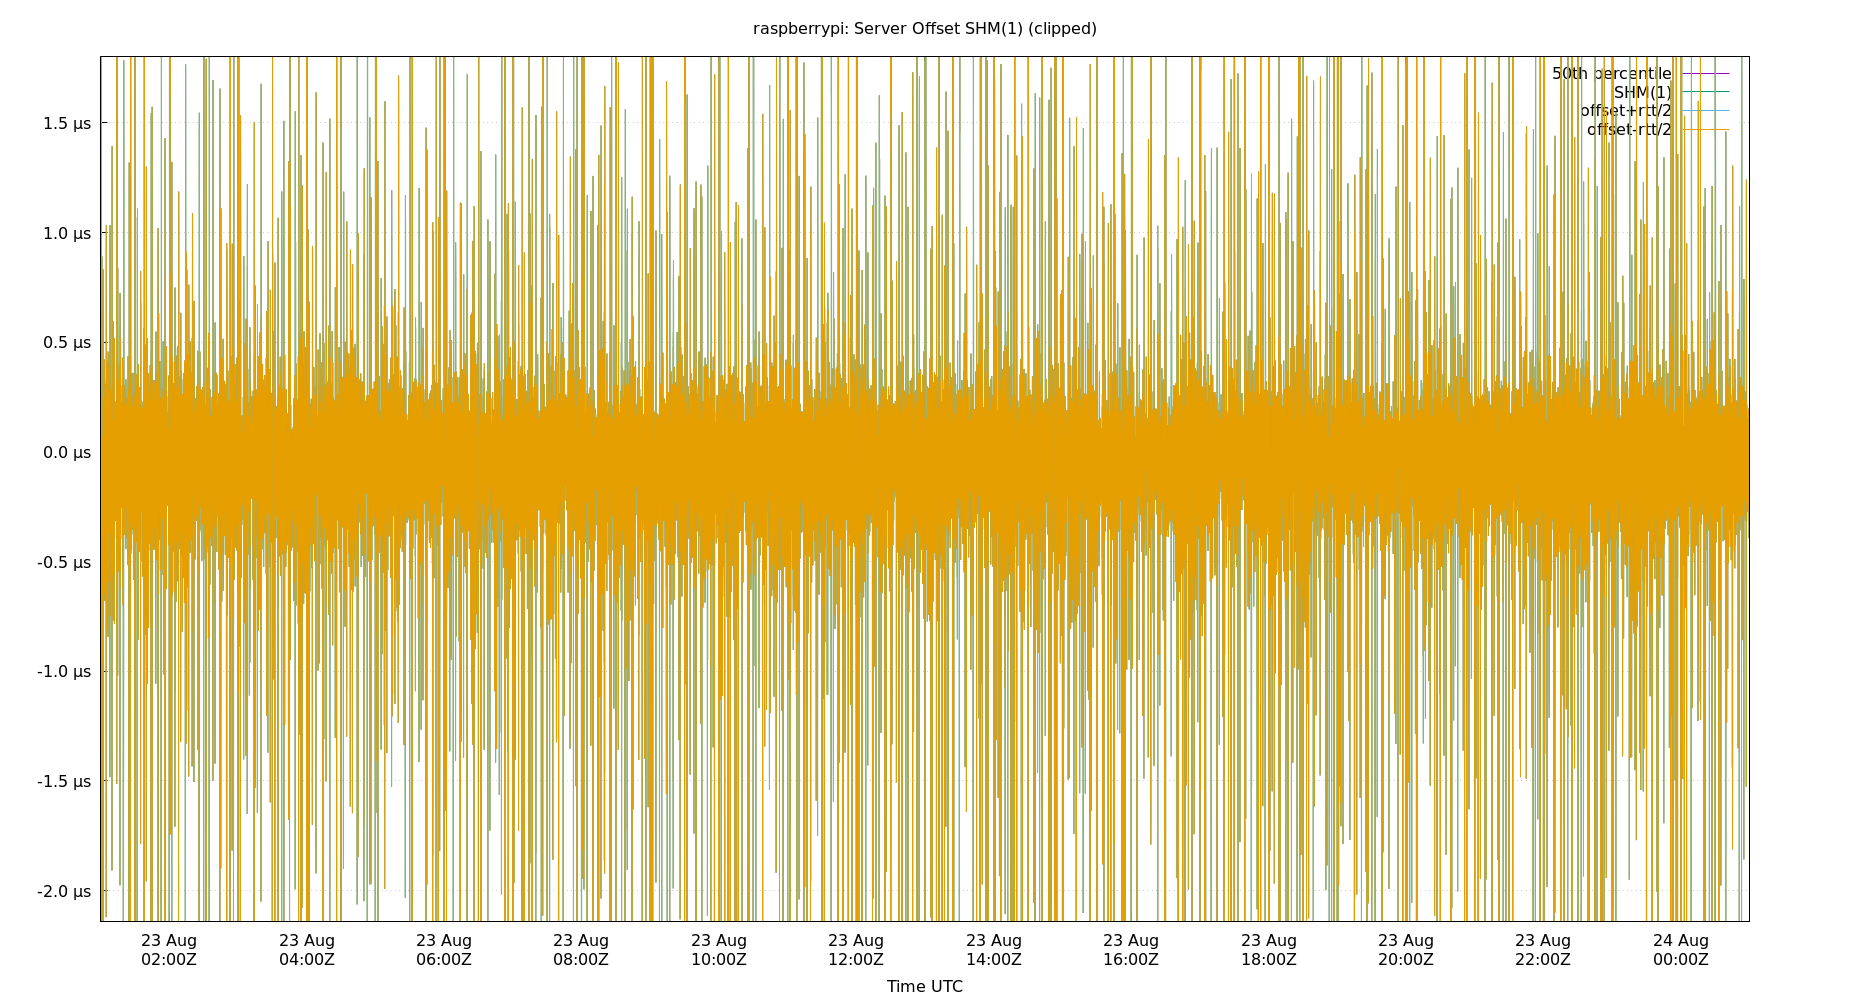 raspberrypi: Server Offset SHM(1) (clipped)
50th percentile
SHM(1)
offset+rtt/2
offset-rtt/2
1.5 µs
1.0 µs
0.5 µs
0.0 µs
-0.5 µs
-1.0 µs
-1.5 µs
-2.0 µs
23 Aug 23 Aug 23 Aug 23 Aug 23 Aug 23 Aug 23 Aug 23 Aug 23 Aug 23 Aug 23 Aug 24 Aug
02:00Z 04:00Z 06:00Z 08:00Z 10:00Z 12:00Z 14:00Z 16:00Z 18:00Z 20:00Z 22:00Z 00:00Z
Time UTC